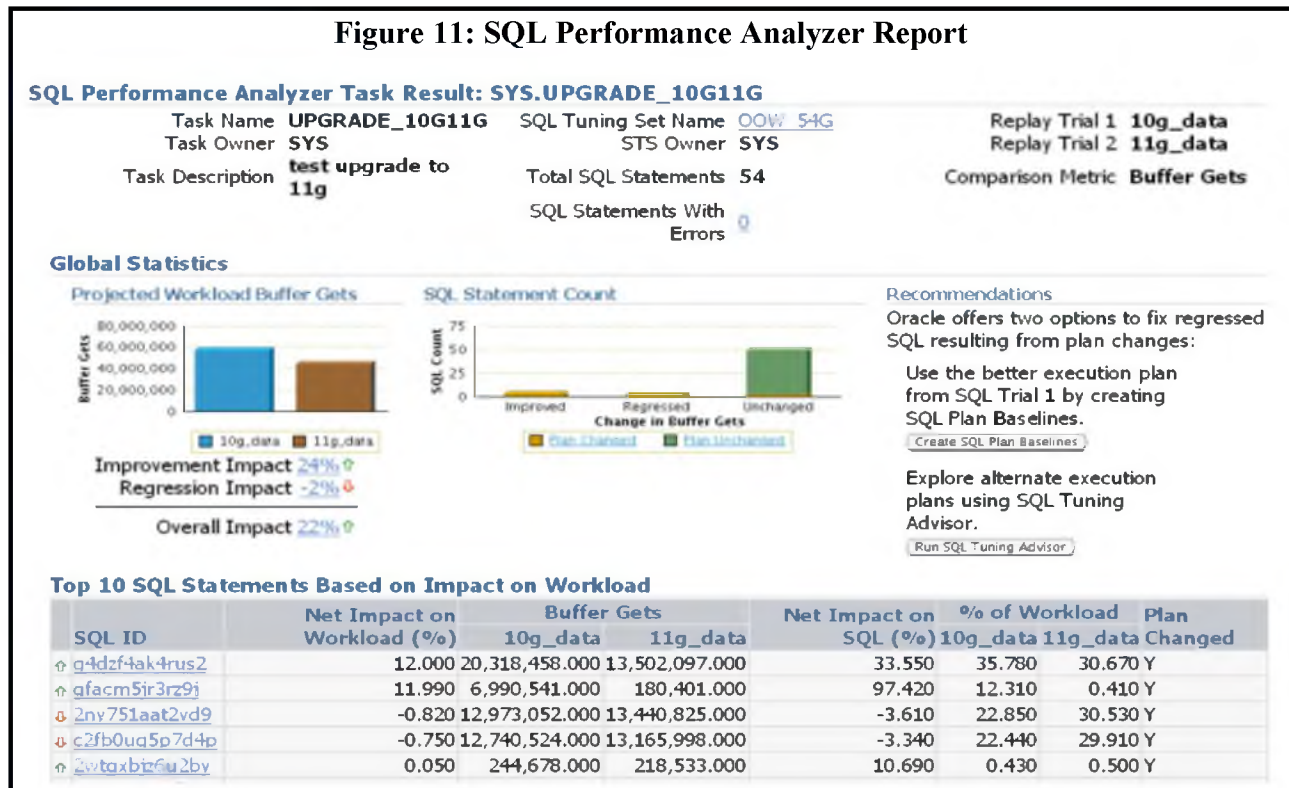 Figure 11: SQL Performance Analyzer Report
SQL Performance Analyzer Task Result: SYS.UPGRADE_10G11G
Task Name UPGRADE_10G11G
Task Owner SYS
Task Description test upgrade to 11g
SQL Tuning Set Name OOW_54G
STS Owner SYS
Total SQL Statements 54
SQL Statements With Errors 0
Replay Trial 1 10g_data
Replay Trial 2 11g_data
Comparison Metric Buffer Gets
Global Statistics
Projected Workload Buffer Gets
Buffer Gets
80,000,000
60,000,000
40,000,000
20,000,000
0
10g_data 11g_data
Improvement Impact 24%
Regression Impact -2%
Overall Impact 22%
SQL Statement Count
SQL Count
75
50
25
0
Improved Regressed Unchanged
Change in Buffer Gets
Plan Changed Plan Unchanged
Recommendations
Oracle offers two options to fix regressed
SQL resulting from plan changes:
Use the better execution plan
from SQL Trial 1 by creating
SQL Plan Baselines.
Create SQL Plan Baselines
Explore alternate execution
plans using SQL Tuning
Advisor.
Run SQL Tuning Advisor
Top 10 SQL Statements Based on Impact on Workload
SQL ID Net Impact on Workload (%) Buffer Gets 10g_data 11g_data Net Impact on SQL (%) % of Workload 10g_data 11g_data Plan Changed
g4dzf4ak4rus2 12.000 20,318,458.000 13,502,097.000 33.550 35.780 30.670 Y
gfacm5jr3rz9j 11.990 6,990,541.000 180,401.000 97.420 12.310 0.410 Y
2ny751aat2vd9 -0.820 12,973,052.000 13,440,825.000 -3.610 22.850 30.530 Y
c2fb0ug5p7d4p -0.750 12,740,524.000 13,165,998.000 -3.340 22.440 29.910 Y
0.050 244,678.000 218,533.000 10.690 0.430 0.500 Y